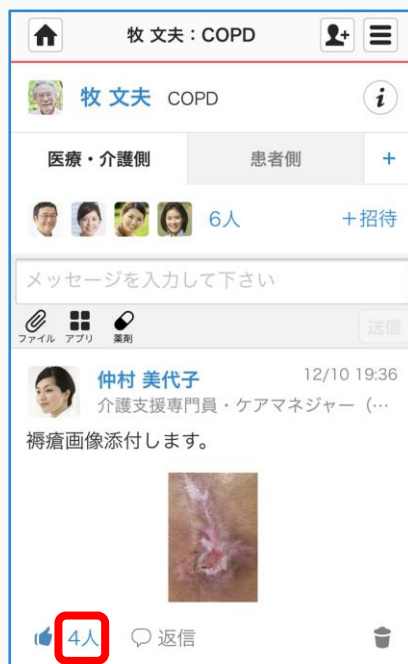 牧 文夫：COPD
牧 文夫 COPD
医療・介護側 患者側 +
6人 +招待
メッセージを入力して下さい
ファイル アプリ 薬剤 送信
仲村 美代子 12/10 19:36
介護支援専門員・ケアマネジャー（…
褥瘡画像添付します。
4人 返信